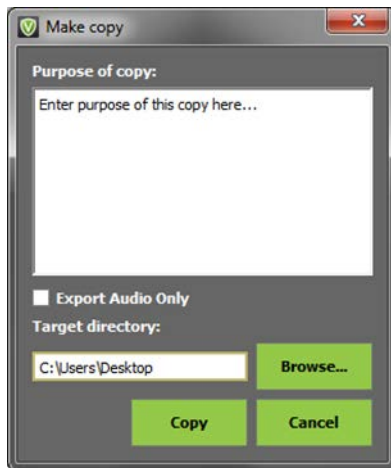 Make copy
Purpose of copy:
Enter purpose of this copy here...
Export Audio Only
Target directory:
C:\Users\Desktop
Browse...
Copy
Cancel